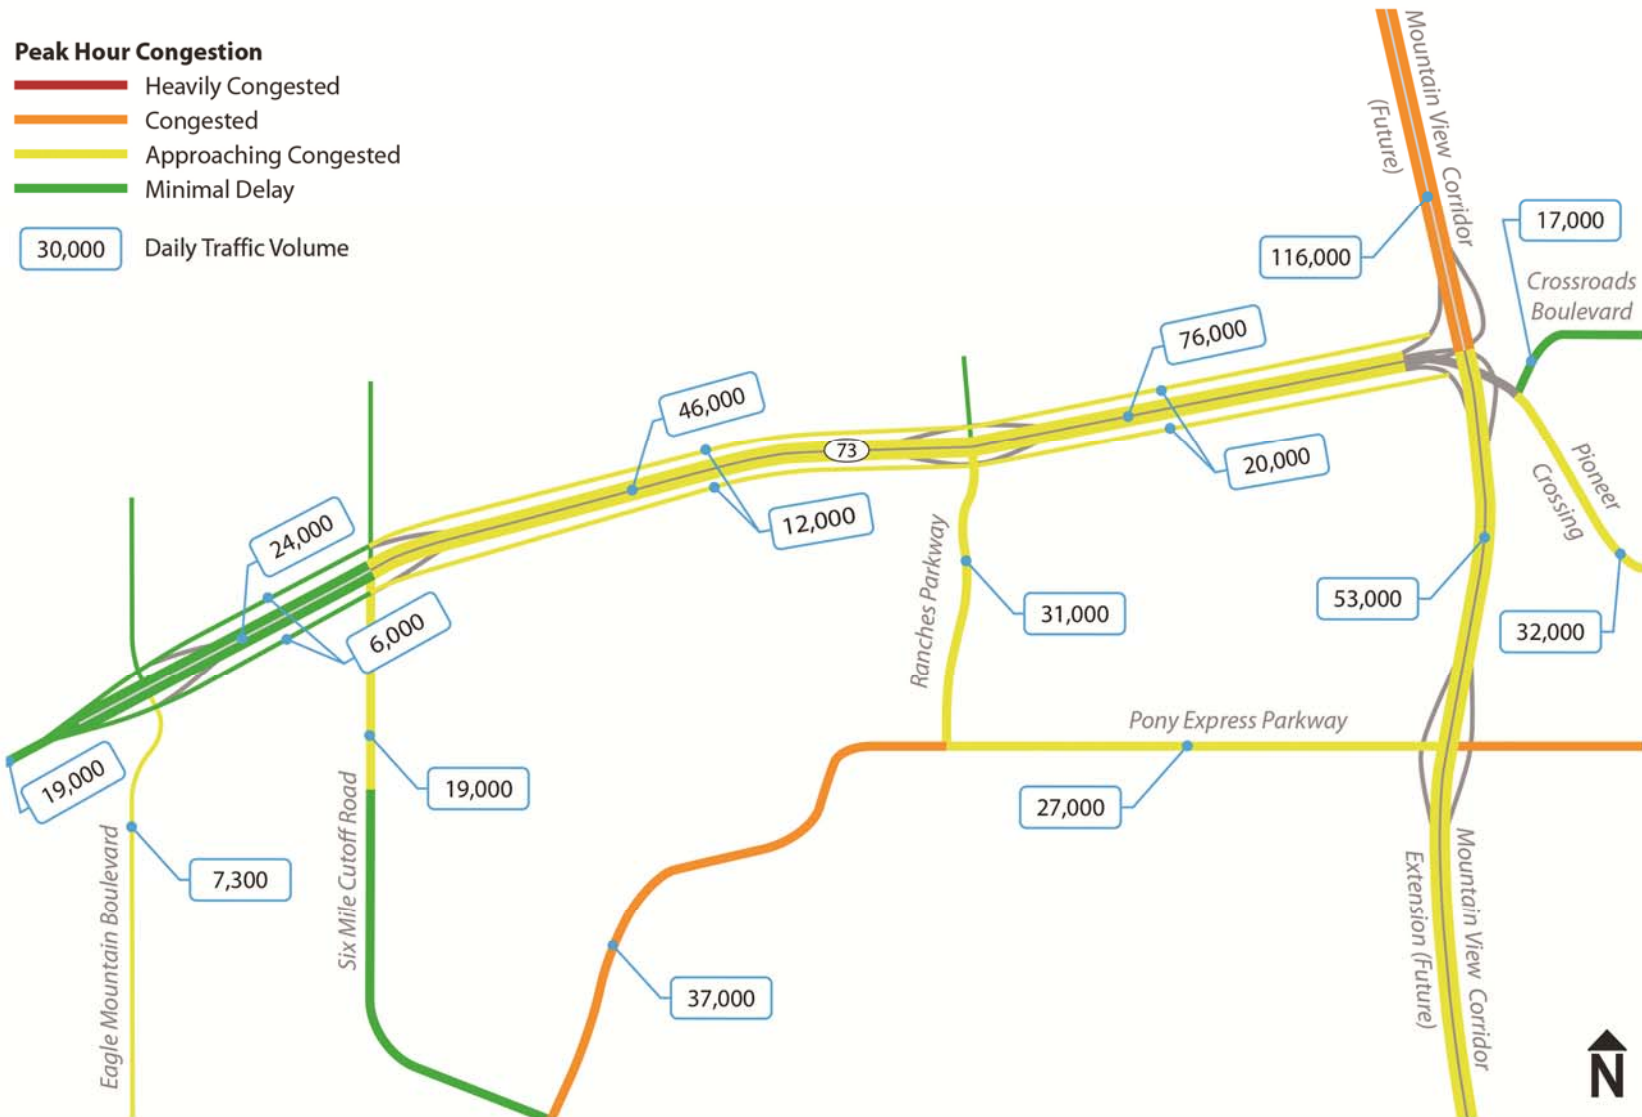 Peak Hour Congestion
Heavily Congested
Congested
Approaching Congested
Minimal Delay
30,000
Daily Traffic Volume
Mountain View Corridor
(Future)
17,000
116,000
Crossroads
Boulevard
76,000
46,000
73
20,000
Pioneer
Crossing
24,000
12,000
Ranches Parkway
31,000
53,000
32,000
6,000
Pony Express Parkway
19,000
19,000
27,000
Eagle Mountain Boulevard
7,300
Six Mile Cutoff Road
37,000
Mountain View Corridor
Extension (Future)
N